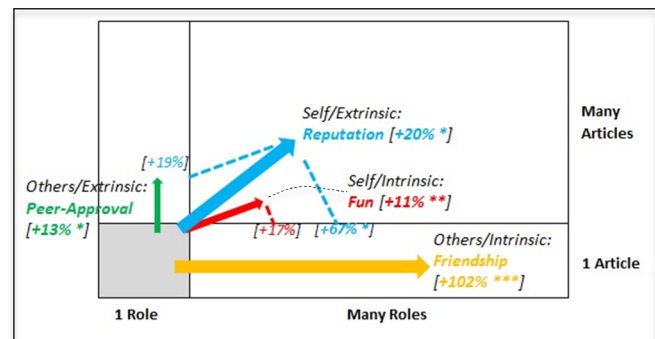 Self/Extrinsic:
Reputation [+20% *]
Many
Articles
[+19%]
Others/Extrinsic:
Peer-Approval
[+13% *]
Self/Intrinsic:
Fun [+11% **]
[+17%]
[+67% *]
Others/Intrinsic:
Friendship
[+102% ***]
1 Article
1 Role
Many Roles